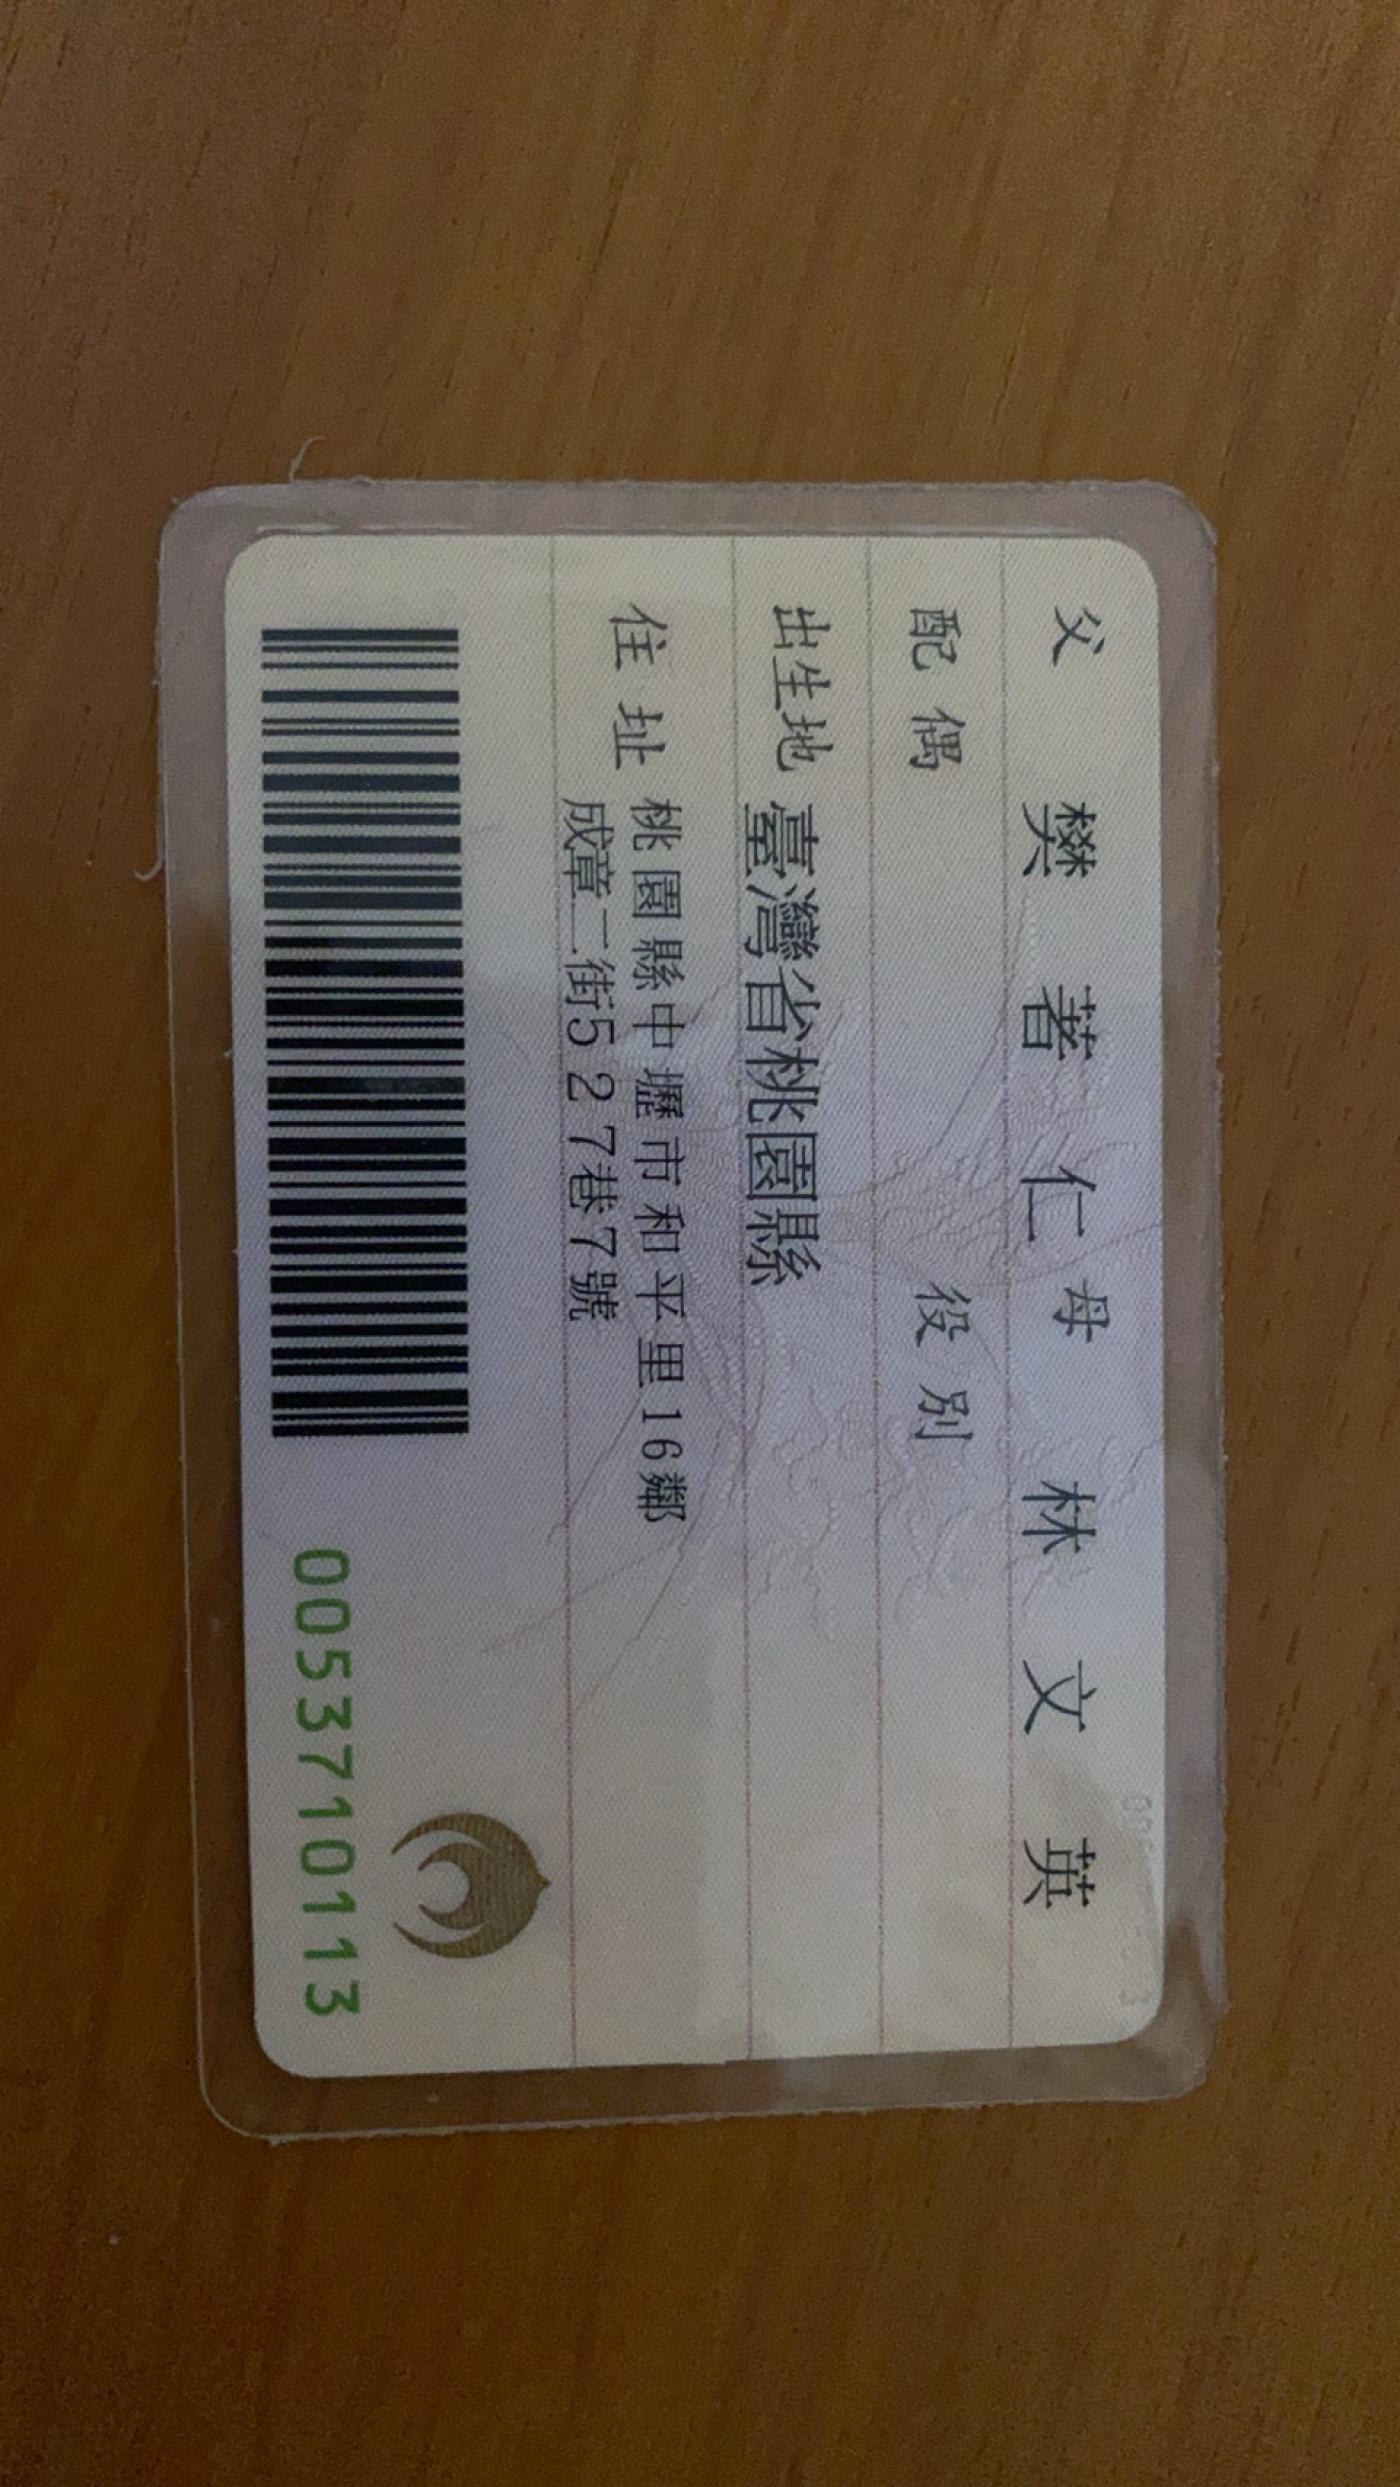 父 樊著仁 母 林文英
配偶 役別
出生地 臺灣省桃園縣
住址 桃園縣中壢市和平里16鄰
成章二街527巷7號
0053710113